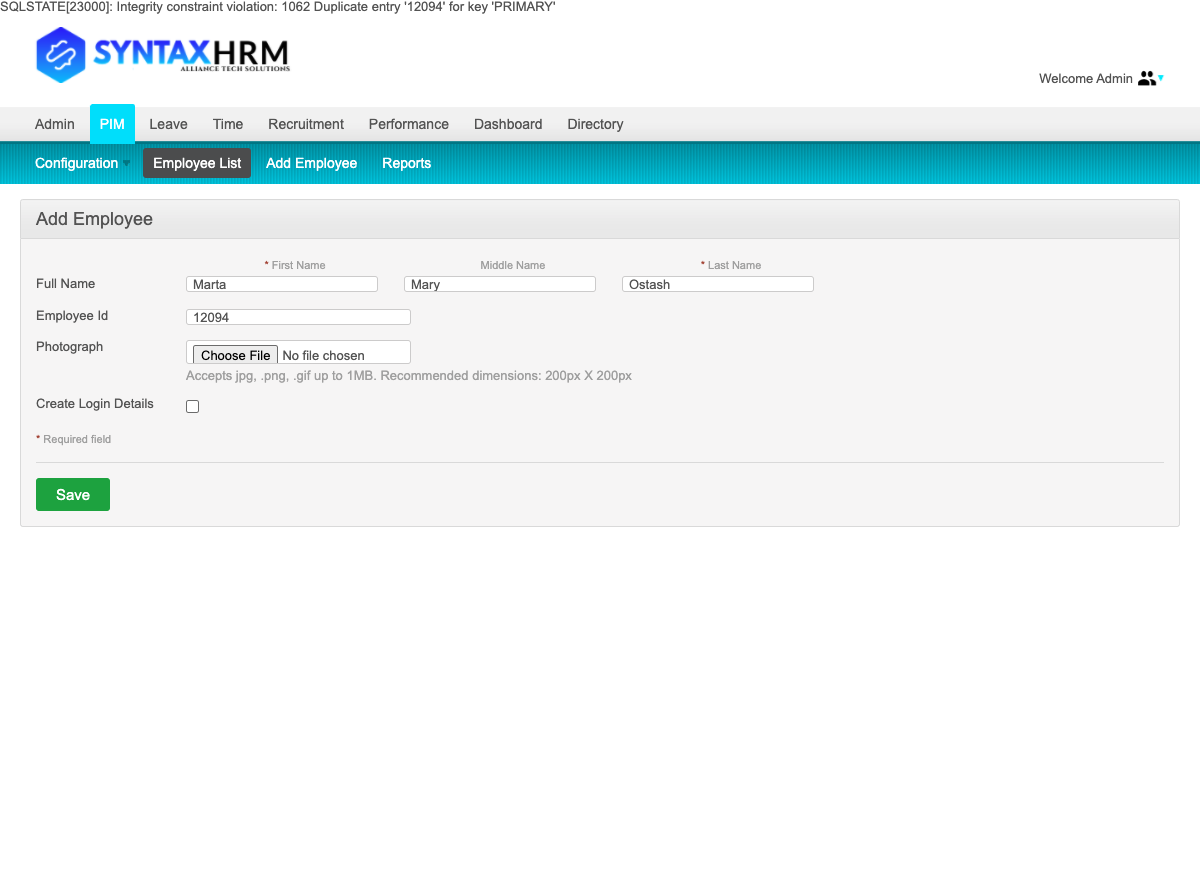 SQLSTATE[23000]: Integrity constraint violation: 1062 Duplicate entry '12094' for key 'PRIMARY'
SYNTAXHRM
ALLIANCE TECH SOLUTIONS
Welcome Admin
Admin PIM Leave Time Recruitment Performance Dashboard Directory
Configuration Employee List Add Employee Reports
Add Employee
* First Name Middle Name * Last Name
Full Name Marta Mary Ostash
Employee Id 12094
Photograph Choose File No file chosen
Accepts jpg, .png, .gif up to 1MB. Recommended dimensions: 200px X 200px
Create Login Details
* Required field
Save